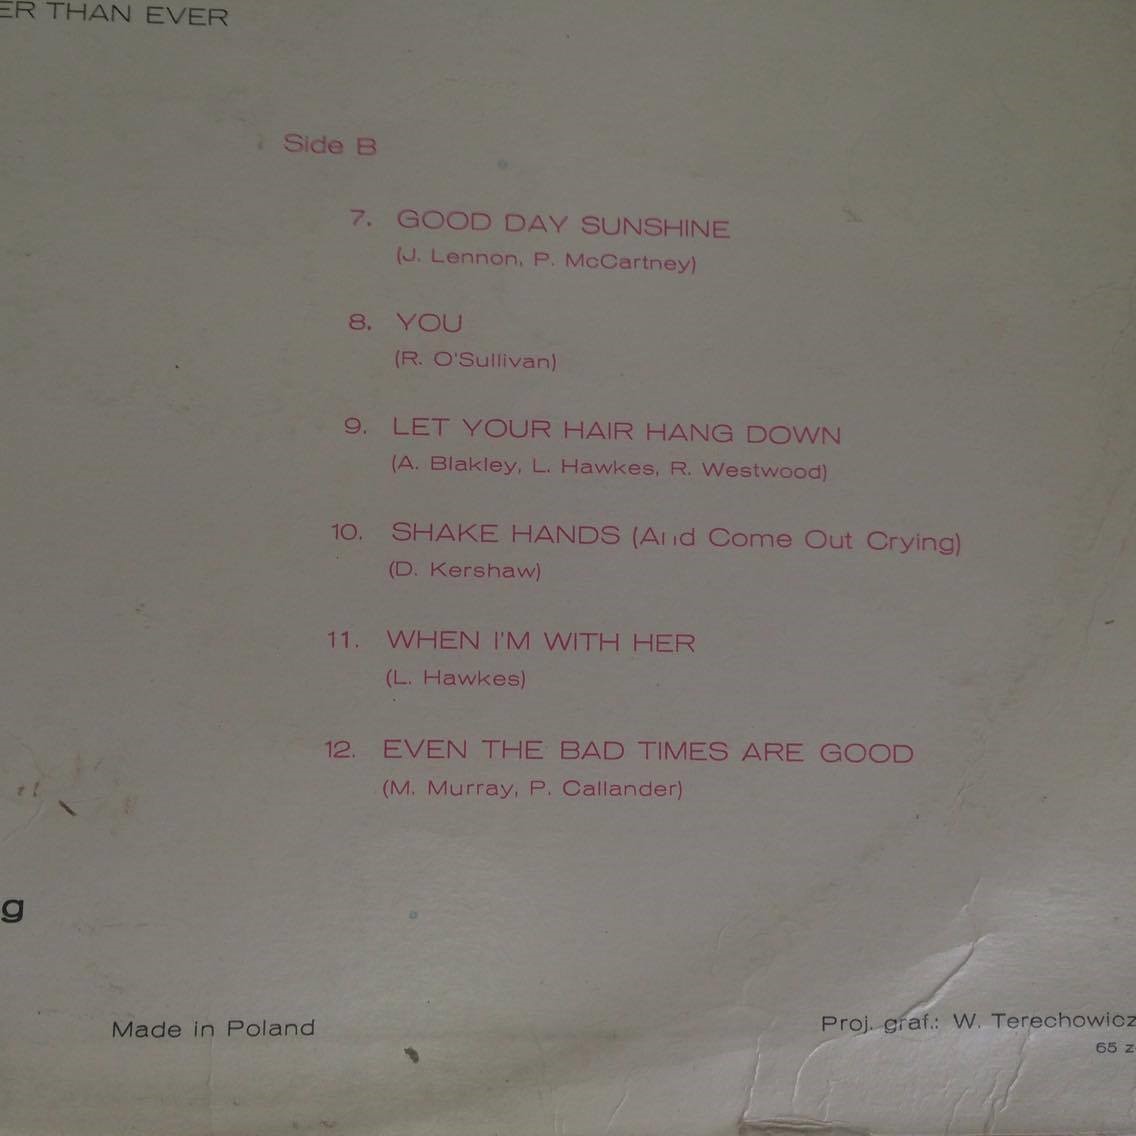 ER THAN EVER
Side B
7. GOOD DAY SUNSHINE
(J. Lennon, P. McCartney)
8. YOU
(R. O'Sullivan)
9. LET YOUR HAIR HANG DOWN
(A. Blakley, L. Hawkes, R. Westwood)
10. SHAKE HANDS (And Come Out Crying)
(D. Kershaw)
11. WHEN I'M WITH HER
(L. Hawkes)
12. EVEN THE BAD TIMES ARE GOOD
(M. Murray, P. Callander)
g
Made in Poland
Proj. graf.: W. Terechowicz
65 z